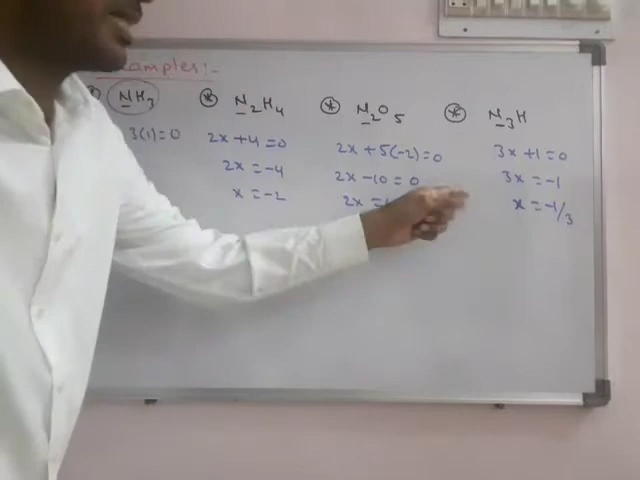 Examples:-
NH3
3(1)=0
⊛ N2H4
2x+4=0
2x=-4
x=-2
⊛ N2O5
2x+5(-2)=0
2x-10=0
2x=
⊛ N3H
3x+1=0
3x=-1
x=-1/3